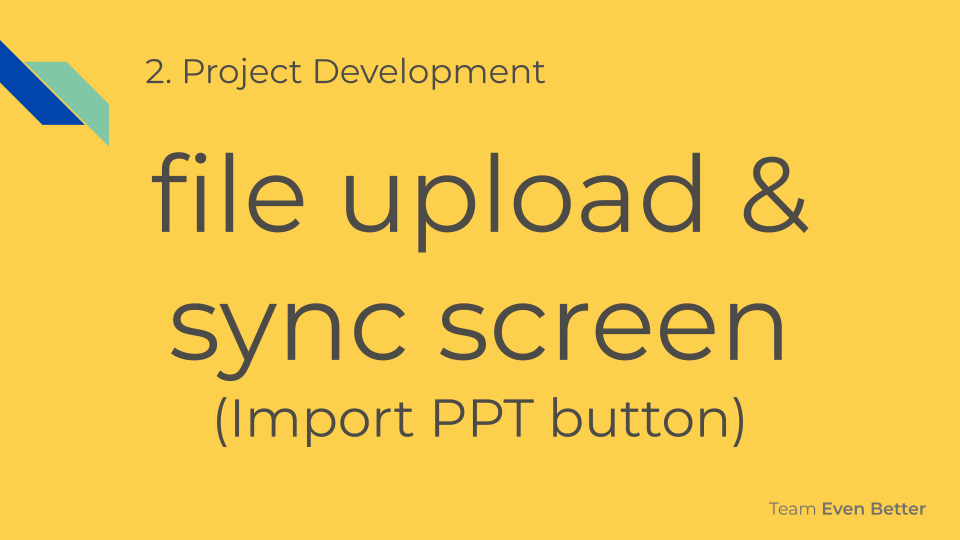 2. Project Development
file upload &
sync screen
(Import PPT button)
Team Even Better